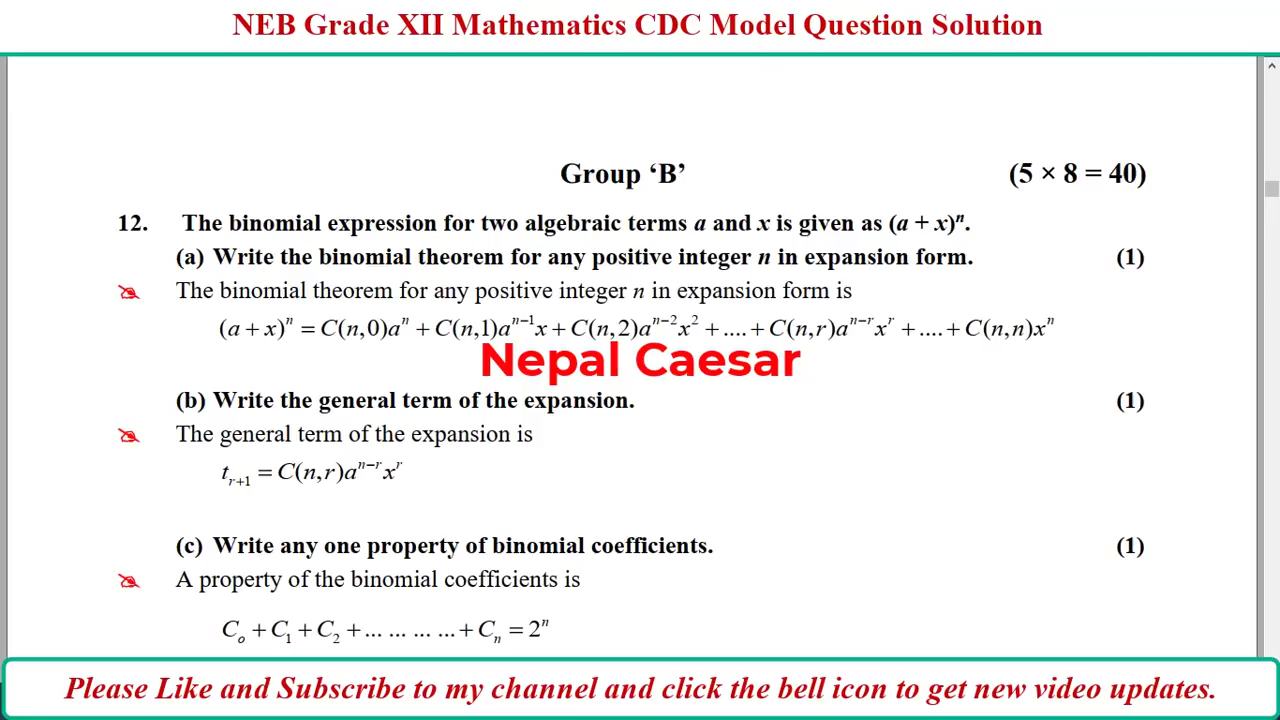 NEB Grade XII Mathematics CDC Model Question Solution
Group ‘B’ (5 × 8 = 40)
12. The binomial expression for two algebraic terms a and x is given as (a + x)ⁿ.
(a) Write the binomial theorem for any positive integer n in expansion form. (1)
The binomial theorem for any positive integer n in expansion form is
(a + x)ⁿ = C(n,0)aⁿ + C(n,1)aⁿ⁻¹x + C(n,2)aⁿ⁻²x² + .... + C(n,r)aⁿ⁻ʳxʳ + .... + C(n,n)xⁿ
Nepal Caesar
(b) Write the general term of the expansion. (1)
The general term of the expansion is
tᵣ₊₁ = C(n,r)aⁿ⁻ʳxʳ
(c) Write any one property of binomial coefficients. (1)
A property of the binomial coefficients is
Cₒ + C₁ + C₂ + ... ... ... ... + Cₙ = 2ⁿ
Please Like and Subscribe to my channel and click the bell icon to get new video updates.